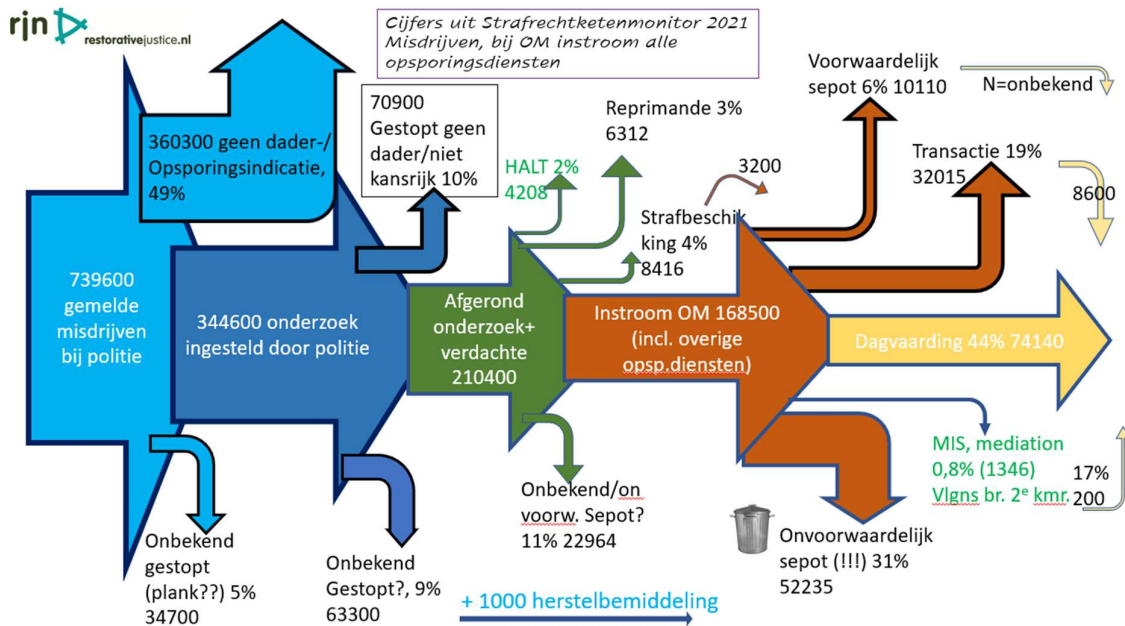 rjn
restorativejustice.nl
Cijfers uit Strafrechtketenmonitor 2021
Misdrijven, bij OM instroom alle
opsporingsdiensten
360300 geen dader-/
Opsporingsindicatie,
49%
70900
Gestopt geen
dader/niet
kansrijk 10%
HALT 2%
4208
Reprimande 3%
6312
3200
Strafbeschik
king 4%
8416
Voorwaardelijk
sepot 6% 10110
N=onbekend
Transactie 19%
32015
8600
739600
gemelde
misdrijven
bij politie
344600 onderzoek
ingesteld door politie
Afgerond
onderzoek+
verdachte
210400
Instroom OM 168500
(incl. overige
opsp.diensten)
Dagvaarding 44% 74140
Onbekend
gestopt
(plank??) 5%
34700
Onbekend
Gestopt?, 9%
63300
Onbekend/on
voorw. Sepot?
11% 22964
Onvoorwaardelijk
sepot (!!!) 31%
52235
MIS, mediation
0,8% (1346)
Vlgns br. 2e kmr.
17%
200
+ 1000 herstelbemiddeling